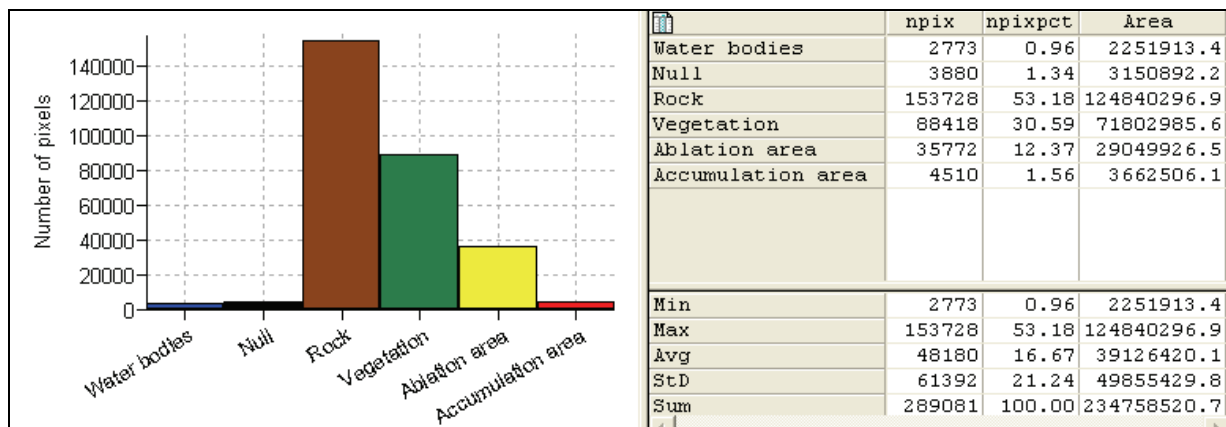 Number of pixels
140000
120000
100000
80000
60000
40000
20000
0
Water bodies
Null
Rock
Vegetation
Ablation area
Accumulation area
npix npixpct Area
Water bodies 2773 0.96 2251913.4
Null 3880 1.34 3150892.2
Rock 153728 53.18 124840296.9
Vegetation 88418 30.59 71802985.6
Ablation area 35772 12.37 29049926.5
Accumulation area 4510 1.56 3662506.1
Min 2773 0.96 2251913.4
Max 153728 53.18 124840296.9
Avg 48180 16.67 39126420.1
StD 61392 21.24 49855429.8
Sum 289081 100.00 234758520.7